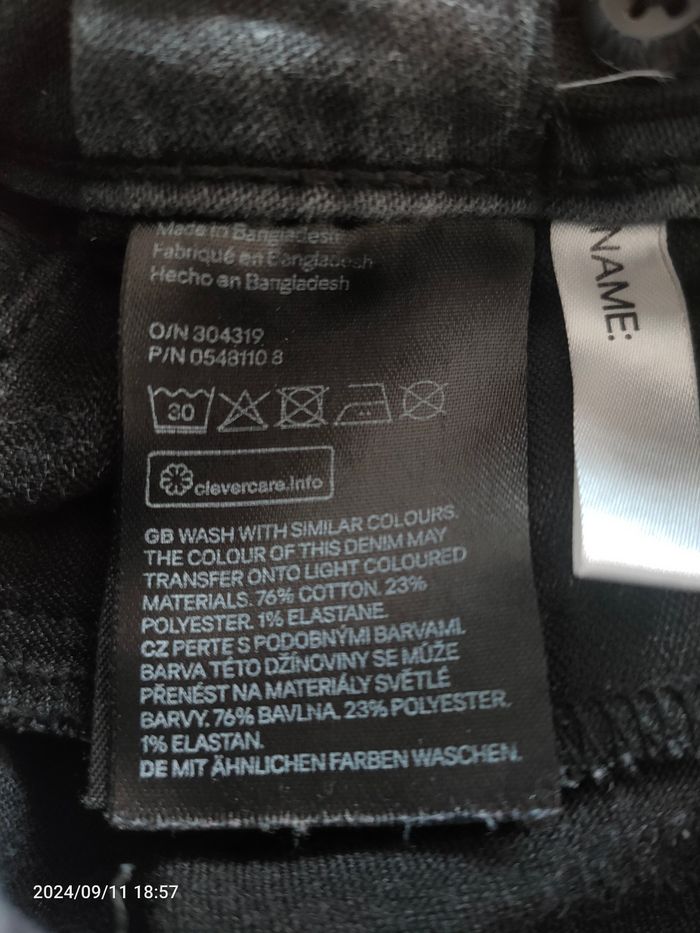 Made in Bangladesh
Fabriqué en Bangladesh
Hecho en Bangladesh
O/N 304319
P/N 0548110 8
30
clevercare.info
GB WASH WITH SIMILAR COLOURS.
THE COLOUR OF THIS DENIM MAY
TRANSFER ONTO LIGHT COLOURED
MATERIALS. 76% COTTON. 23%
POLYESTER. 1% ELASTANE.
CZ PERTE S PODOBNÝMI BARVAMI.
BARVA TÉTO DŽÍNOVINY SE MŮŽE
PŘENÉST NA MATERIÁLY SVĚTLÉ
BARVY. 76% BAVLNA. 23% POLYESTER.
1% ELASTAN.
DE MIT ÄHNLICHEN FARBEN WASCHEN.
NAME:
2024/09/11 18:57